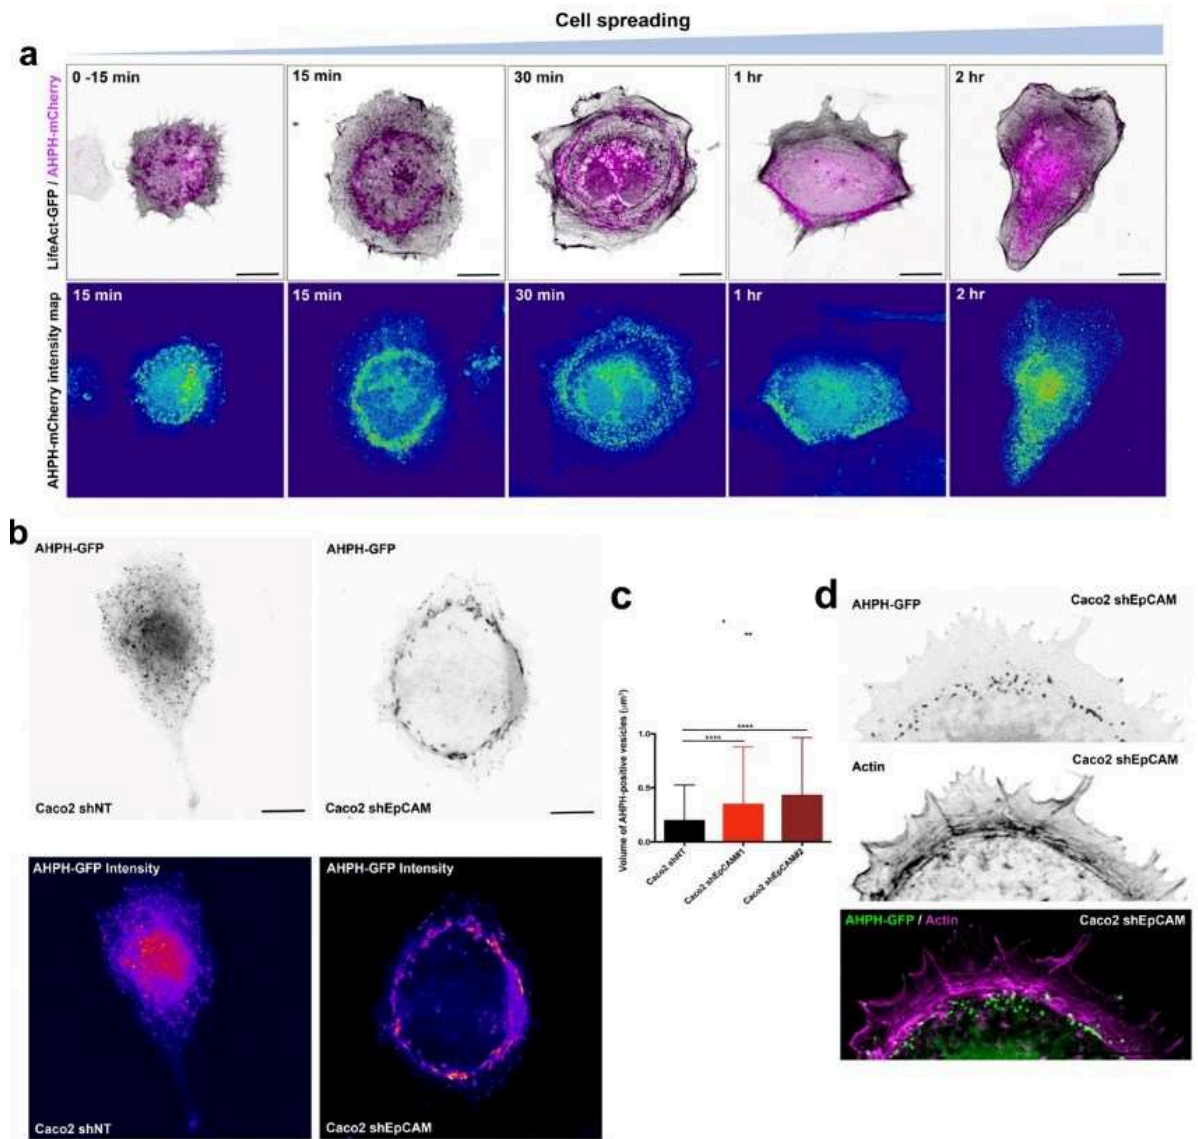 Cell spreading
a
LifeAct-GFP / AHPH-mCherry
0 -15 min
15 min
30 min
1 hr
2 hr
AHPH-mCherry intensity map
15 min
15 min
30 min
1 hr
2 hr
b
AHPH-GFP
Caco2 shNT
AHPH-GFP
Caco2 shEpCAM
AHPH-GFP Intensity
Caco2 shNT
AHPH-GFP Intensity
Caco2 shEpCAM
c
*
**
Volume of AHPH-positive vesicles (μm³)
1.0
0.5
0.0
****
****
Caco2 shNT
Caco2 shEpCAM#1
Caco2 shEpCAM#2
d
AHPH-GFP
Caco2 shEpCAM
Actin
Caco2 shEpCAM
AHPH-GFP / Actin
Caco2 shEpCAM